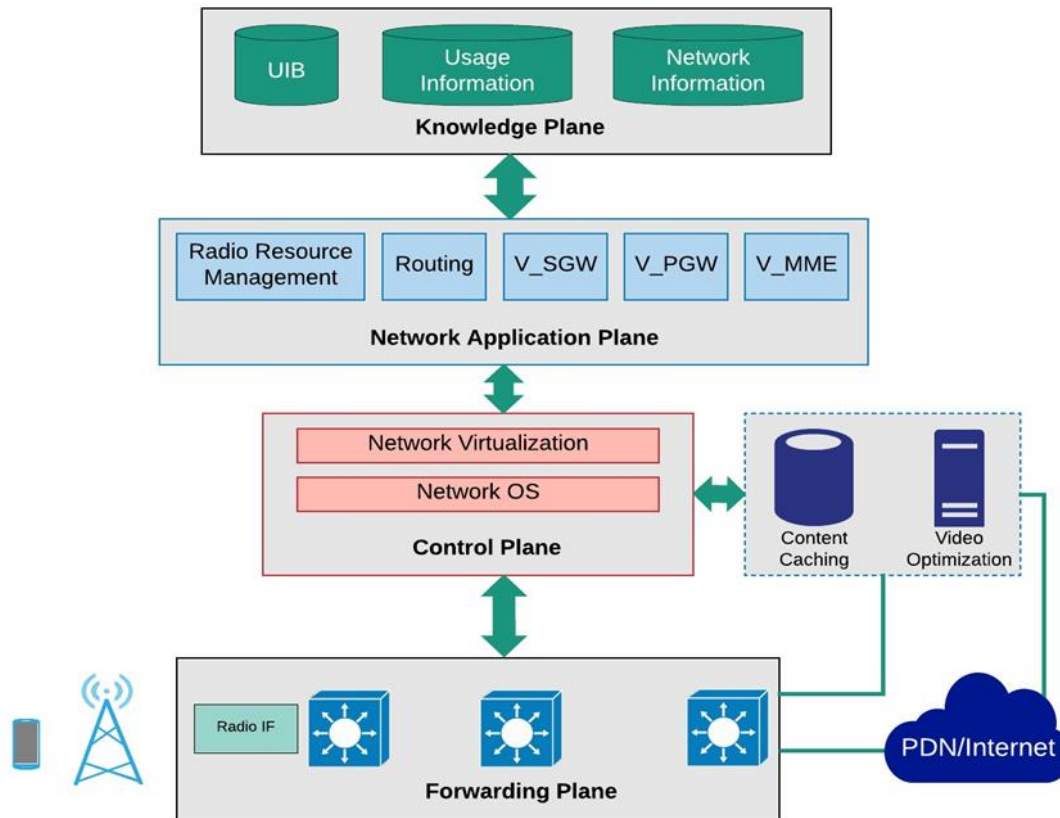 UIB
Usage
Information
Network
Information
Knowledge Plane
Radio Resource
Management
Routing
V_SGW
V_PGW
V_MME
Network Application Plane
Network Virtualization
Network OS
Control Plane
Content
Caching
Video
Optimization
Radio IF
Forwarding Plane
PDN/Internet